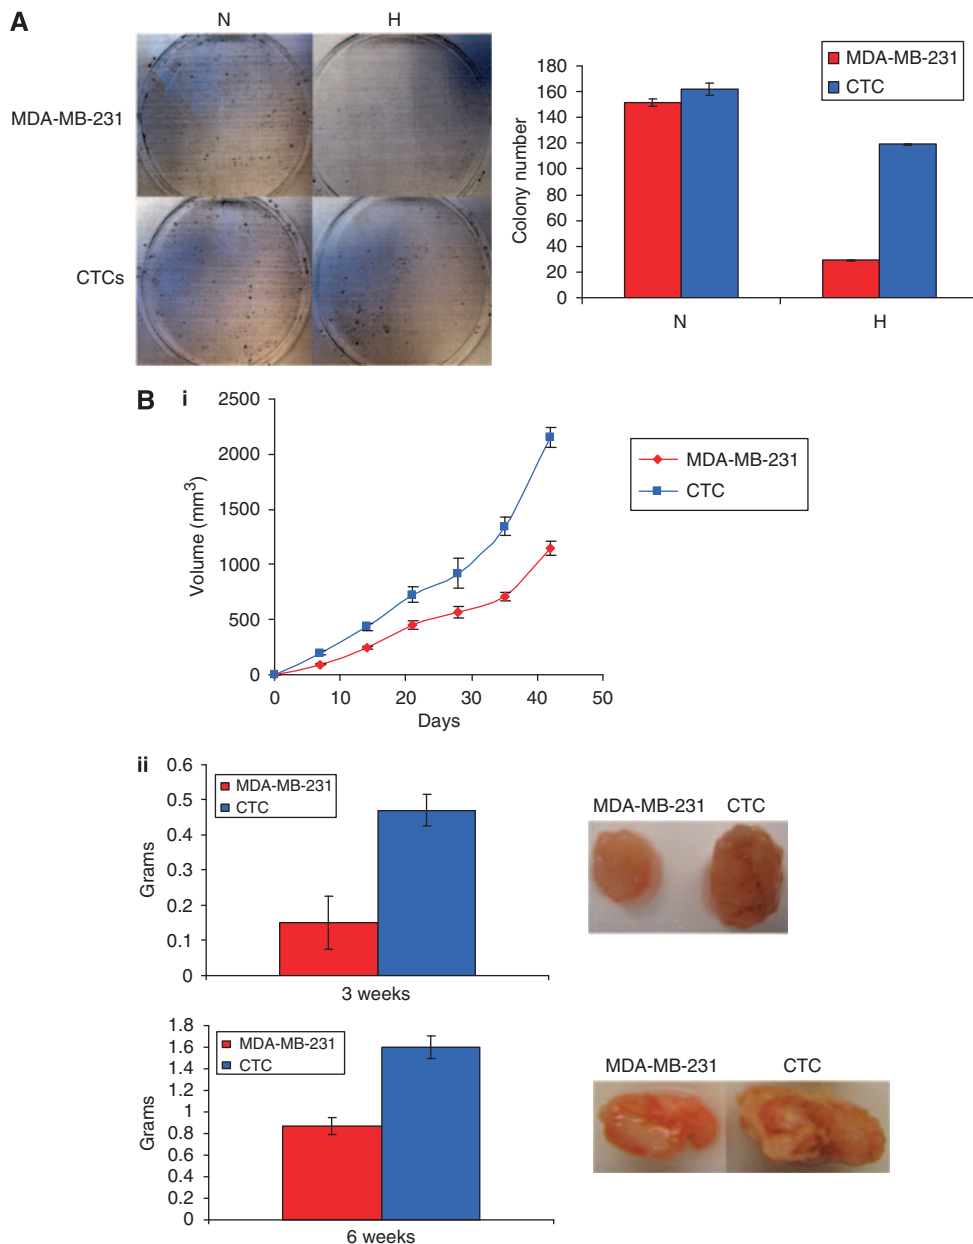 A
N H
MDA-MB-231
CTCs
MDA-MB-231
CTC
180
160
140
120
100
80
60
40
20
0
Colony number
N H
B i
2500
2000
1500
1000
500
0
Volume (mm3)
0 10 20 30 40 50
Days
MDA-MB-231
CTC
ii
0.6
0.5
0.4
0.3
0.2
0.1
0
Grams
MDA-MB-231
CTC
3 weeks
MDA-MB-231 CTC
1.8
1.6
1.4
1.2
1
0.8
0.6
0.4
0.2
0
Grams
MDA-MB-231
CTC
6 weeks
MDA-MB-231 CTC